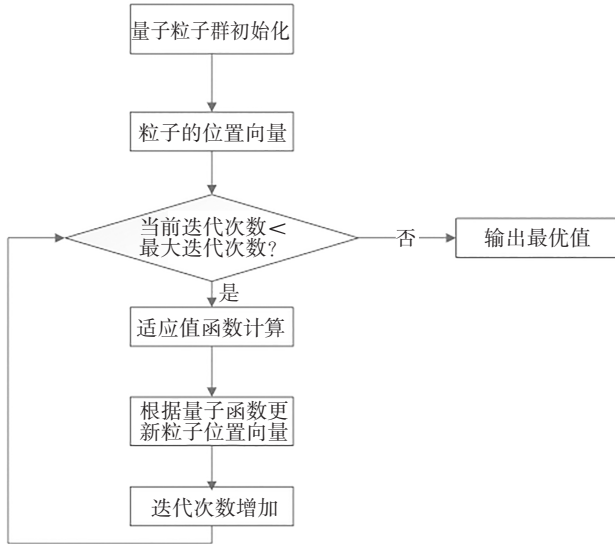 量子粒子群初始化
粒子的位置向量
当前迭代次数<
最大迭代次数?
否
输出最优值
是
适应值函数计算
根据量子函数更
新粒子位置向量
迭代次数增加